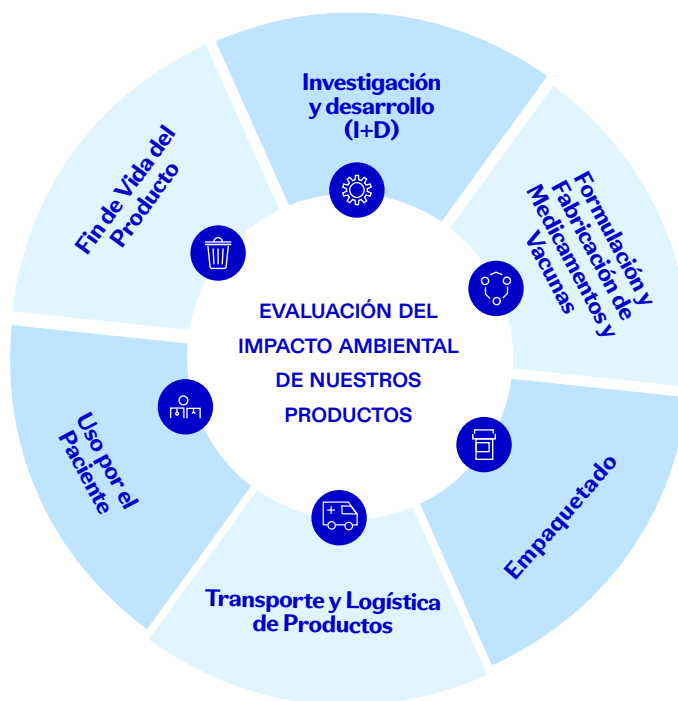 Investigación
y desarrollo
(I+D)
Formulación y
Fabricación de
Medicamentos y
Vacunas
Empaquetado
Transporte y Logística
de Productos
Uso por el
Paciente
Fin de Vida del
Producto
EVALUACIÓN DEL
IMPACTO AMBIENTAL
DE NUESTROS
PRODUCTOS